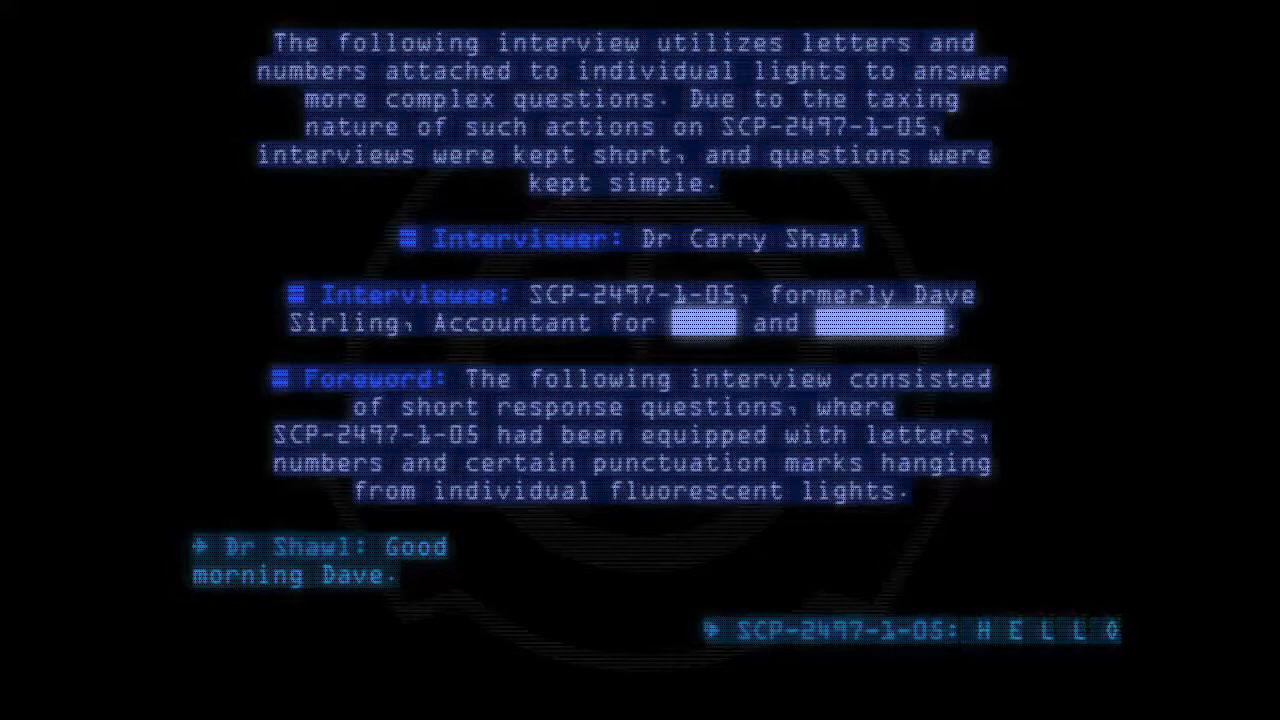 The following interview utilizes letters and
numbers attached to individual lights to answer
more complex questions. Due to the taxing
nature of such actions on SCP-2497-1-05,
interviews were kept short, and questions were
kept simple.
■ Interviewer: Dr Carry Shawl
■ Interviewee: SCP-2497-1-05, formerly Dave
Sirling, Accountant for ████ and ████████.
■ Foreword: The following interview consisted
of short response questions, where
SCP-2497-1-05 had been equipped with letters,
numbers and certain punctuation marks hanging
from individual fluorescent lights.
➔ Dr Shawl: Good
morning Dave.
➔ SCP-2497-1-05: H E L L O